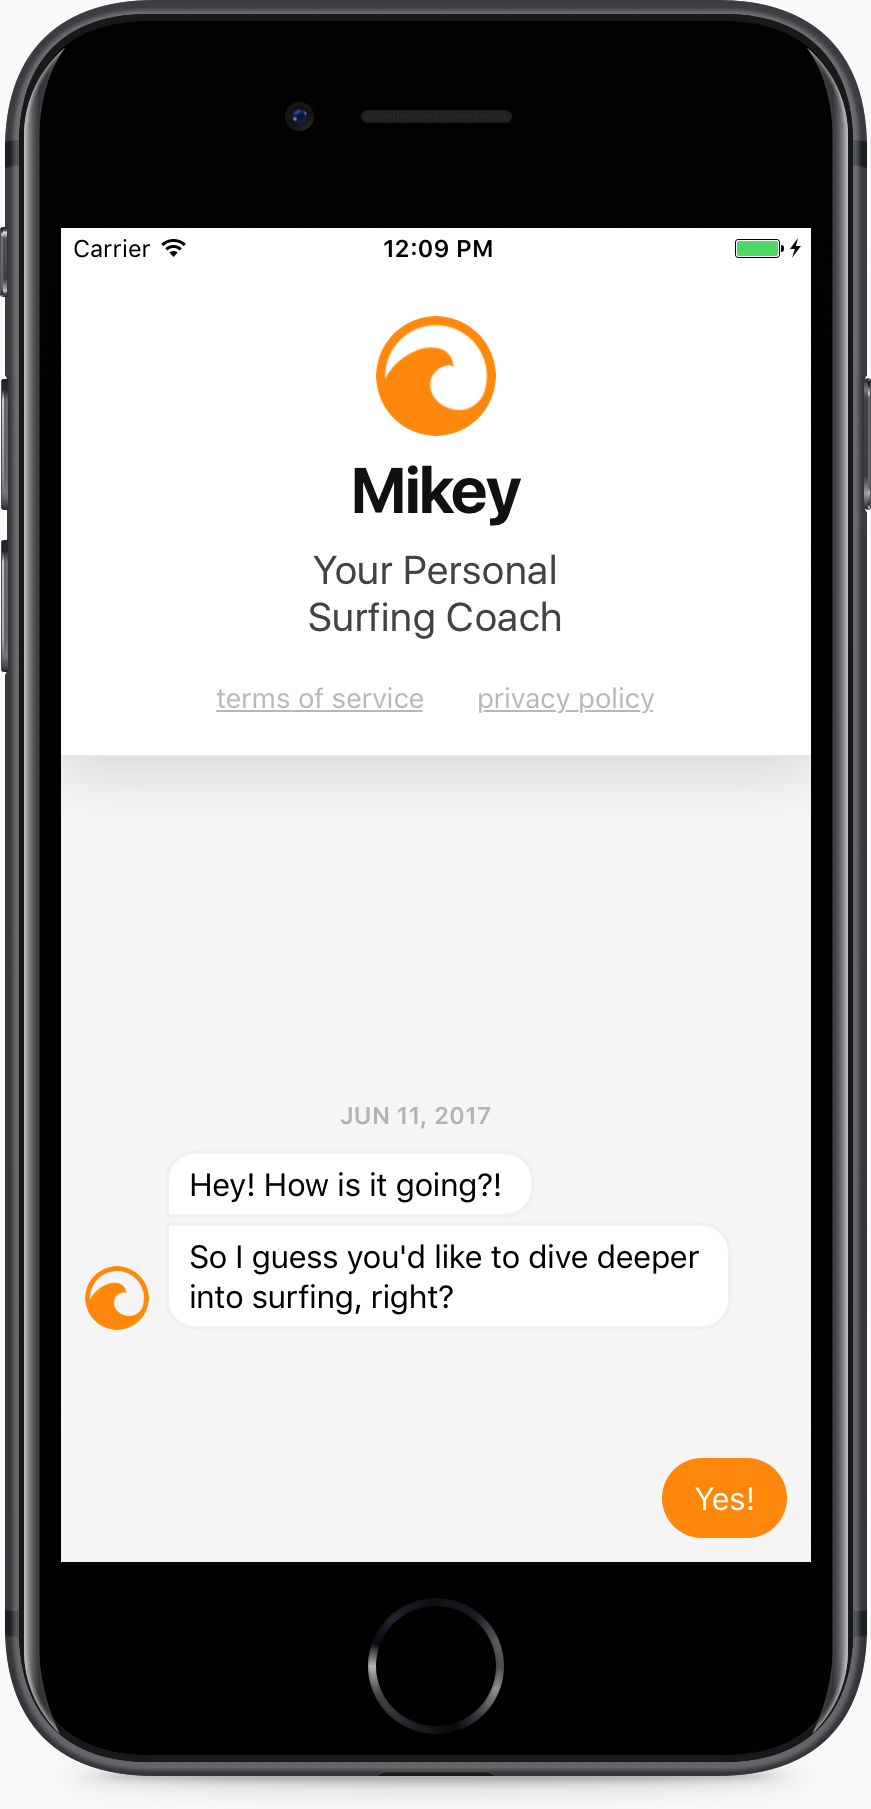 Carrier 12:09 PM
Mikey
Your Personal
Surfing Coach
terms of service privacy policy
JUN 11, 2017
Hey! How is it going?!
So I guess you'd like to dive deeper
into surfing, right?
Yes!